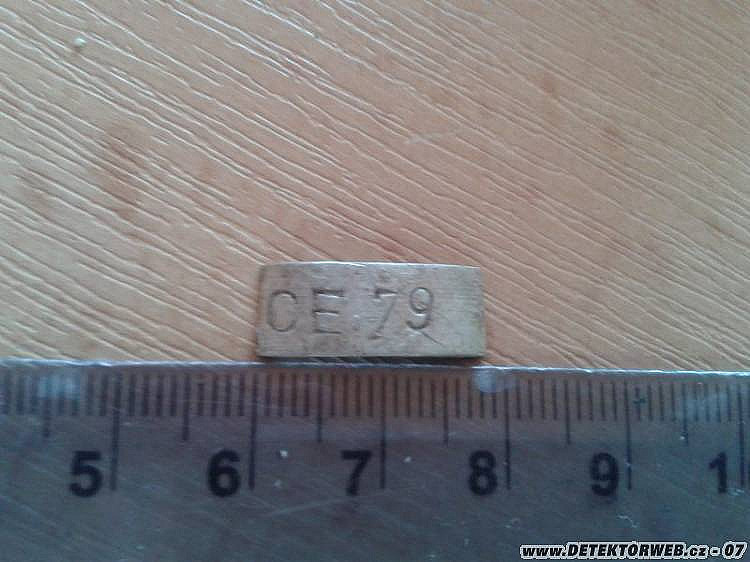 CE.79
5 6 7 8 9 1
www.DETEKTORWEB.cz - 07